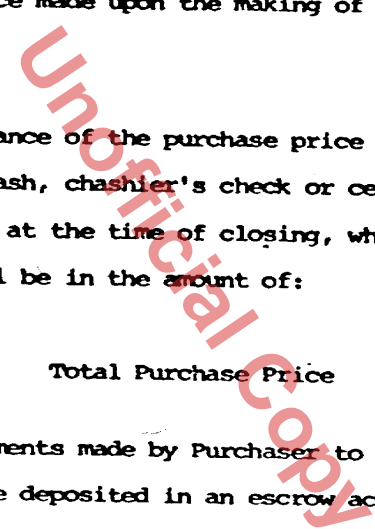 ce made upon the making of
ance of the purchase price
ash, chashier's check or ce
at the time of closing, wh
l be in the amount of:
Total Purchase Price
ments made by Purchaser to
e deposited in an escrow ac
Unofficial Copy